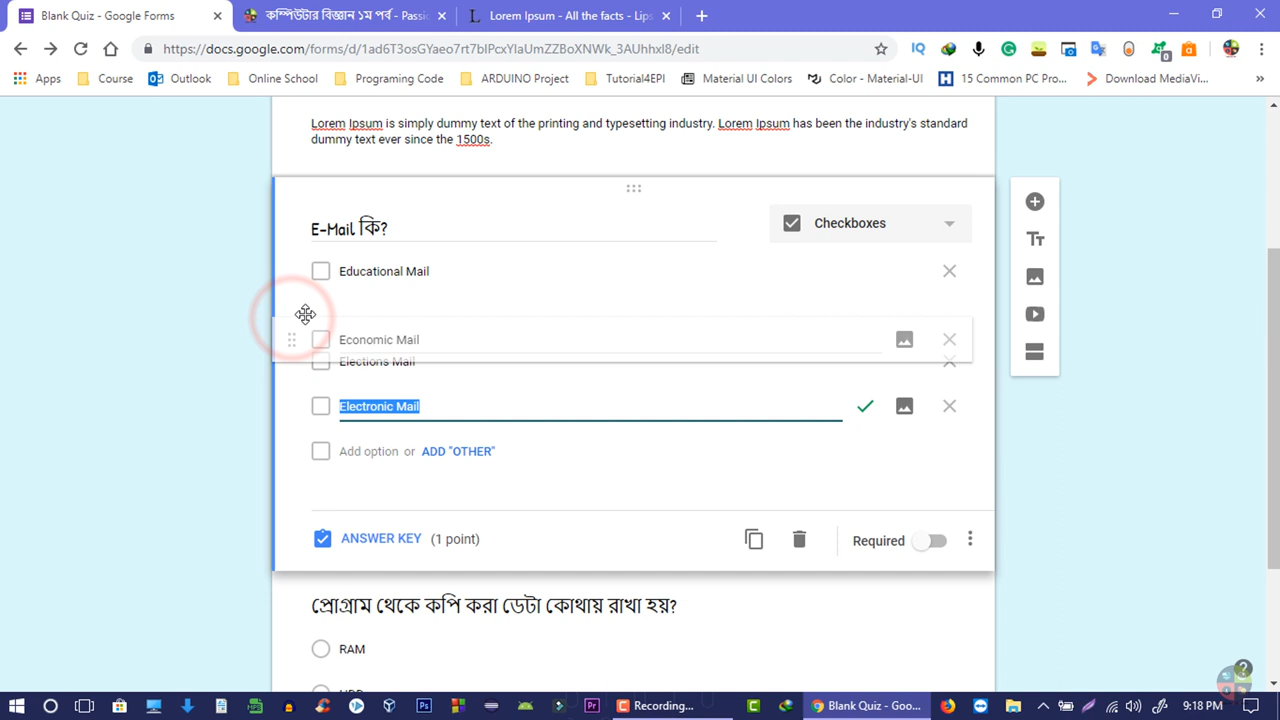 Blank Quiz - Google Forms
কম্পিউটার বিজ্ঞান ১ম পর্ব - Passic
Lorem Ipsum - All the facts - Lips
https://docs.google.com/forms/d/1ad6T3osGYaeo7rt7blPcxYlaUmZZBoXNWk_3AUhhxl8/edit
Apps
Course
Outlook
Online School
Programing Code
ARDUINO Project
Tutorial4EPI
Material UI Colors
Color - Material-UI
15 Common PC Pro...
Download MediaVi...
Lorem Ipsum is simply dummy text of the printing and typesetting industry. Lorem Ipsum has been the industry's standard
dummy text ever since the 1500s.
E-Mail কি?
Checkboxes
Educational Mail
Economic Mail
Elections Mail
Electronic Mail
Add option or ADD "OTHER"
ANSWER KEY (1 point)
Required
প্রোগ্রাম থেকে কপি করা ডেটা কোথায় রাখা হয়?
RAM
Recording...
Blank Quiz - Goo...
9:18 PM